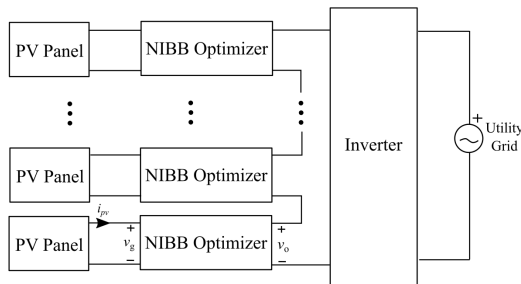 PV Panel
NIBB Optimizer
PV Panel
NIBB Optimizer
PV Panel
i_pv
+
v_g
−
NIBB Optimizer
+
v_o
−
Inverter
+
Utility
Grid